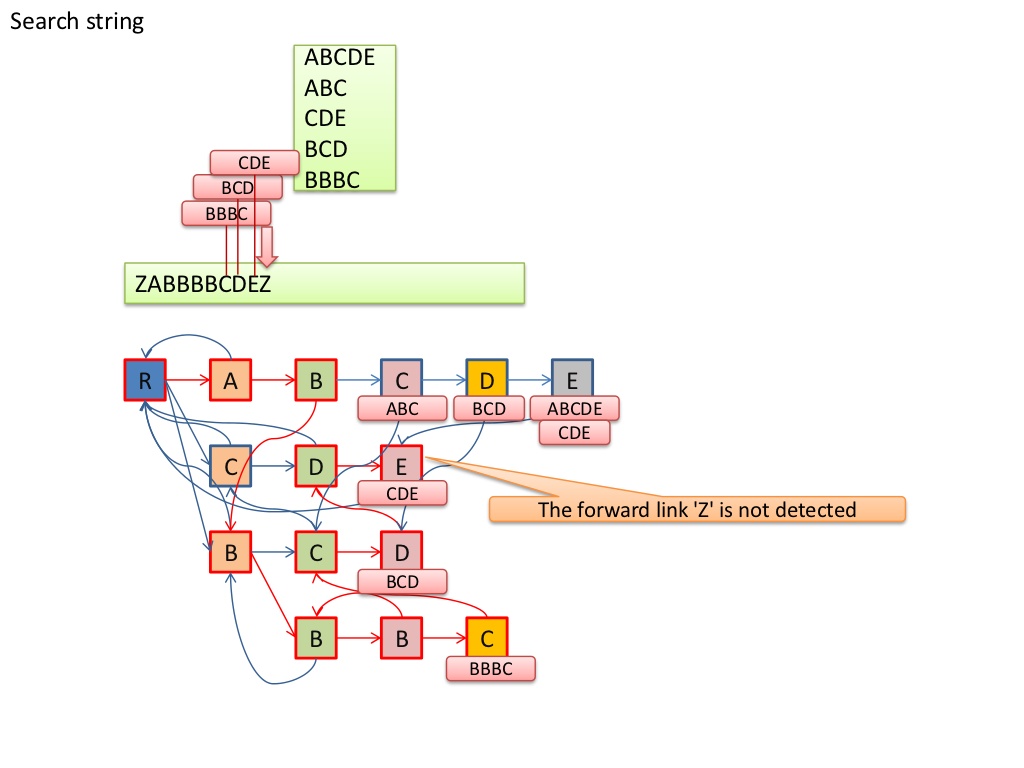 Search string
ABCDE
ABC
CDE
BCD
BBBC
CDE
BCD
BBBC
ZABBBBCDEZ
R A B C D E
ABC BCD ABCDE
CDE
C D E
CDE
The forward link 'Z' is not detected
B C D
BCD
B B C
BBBC